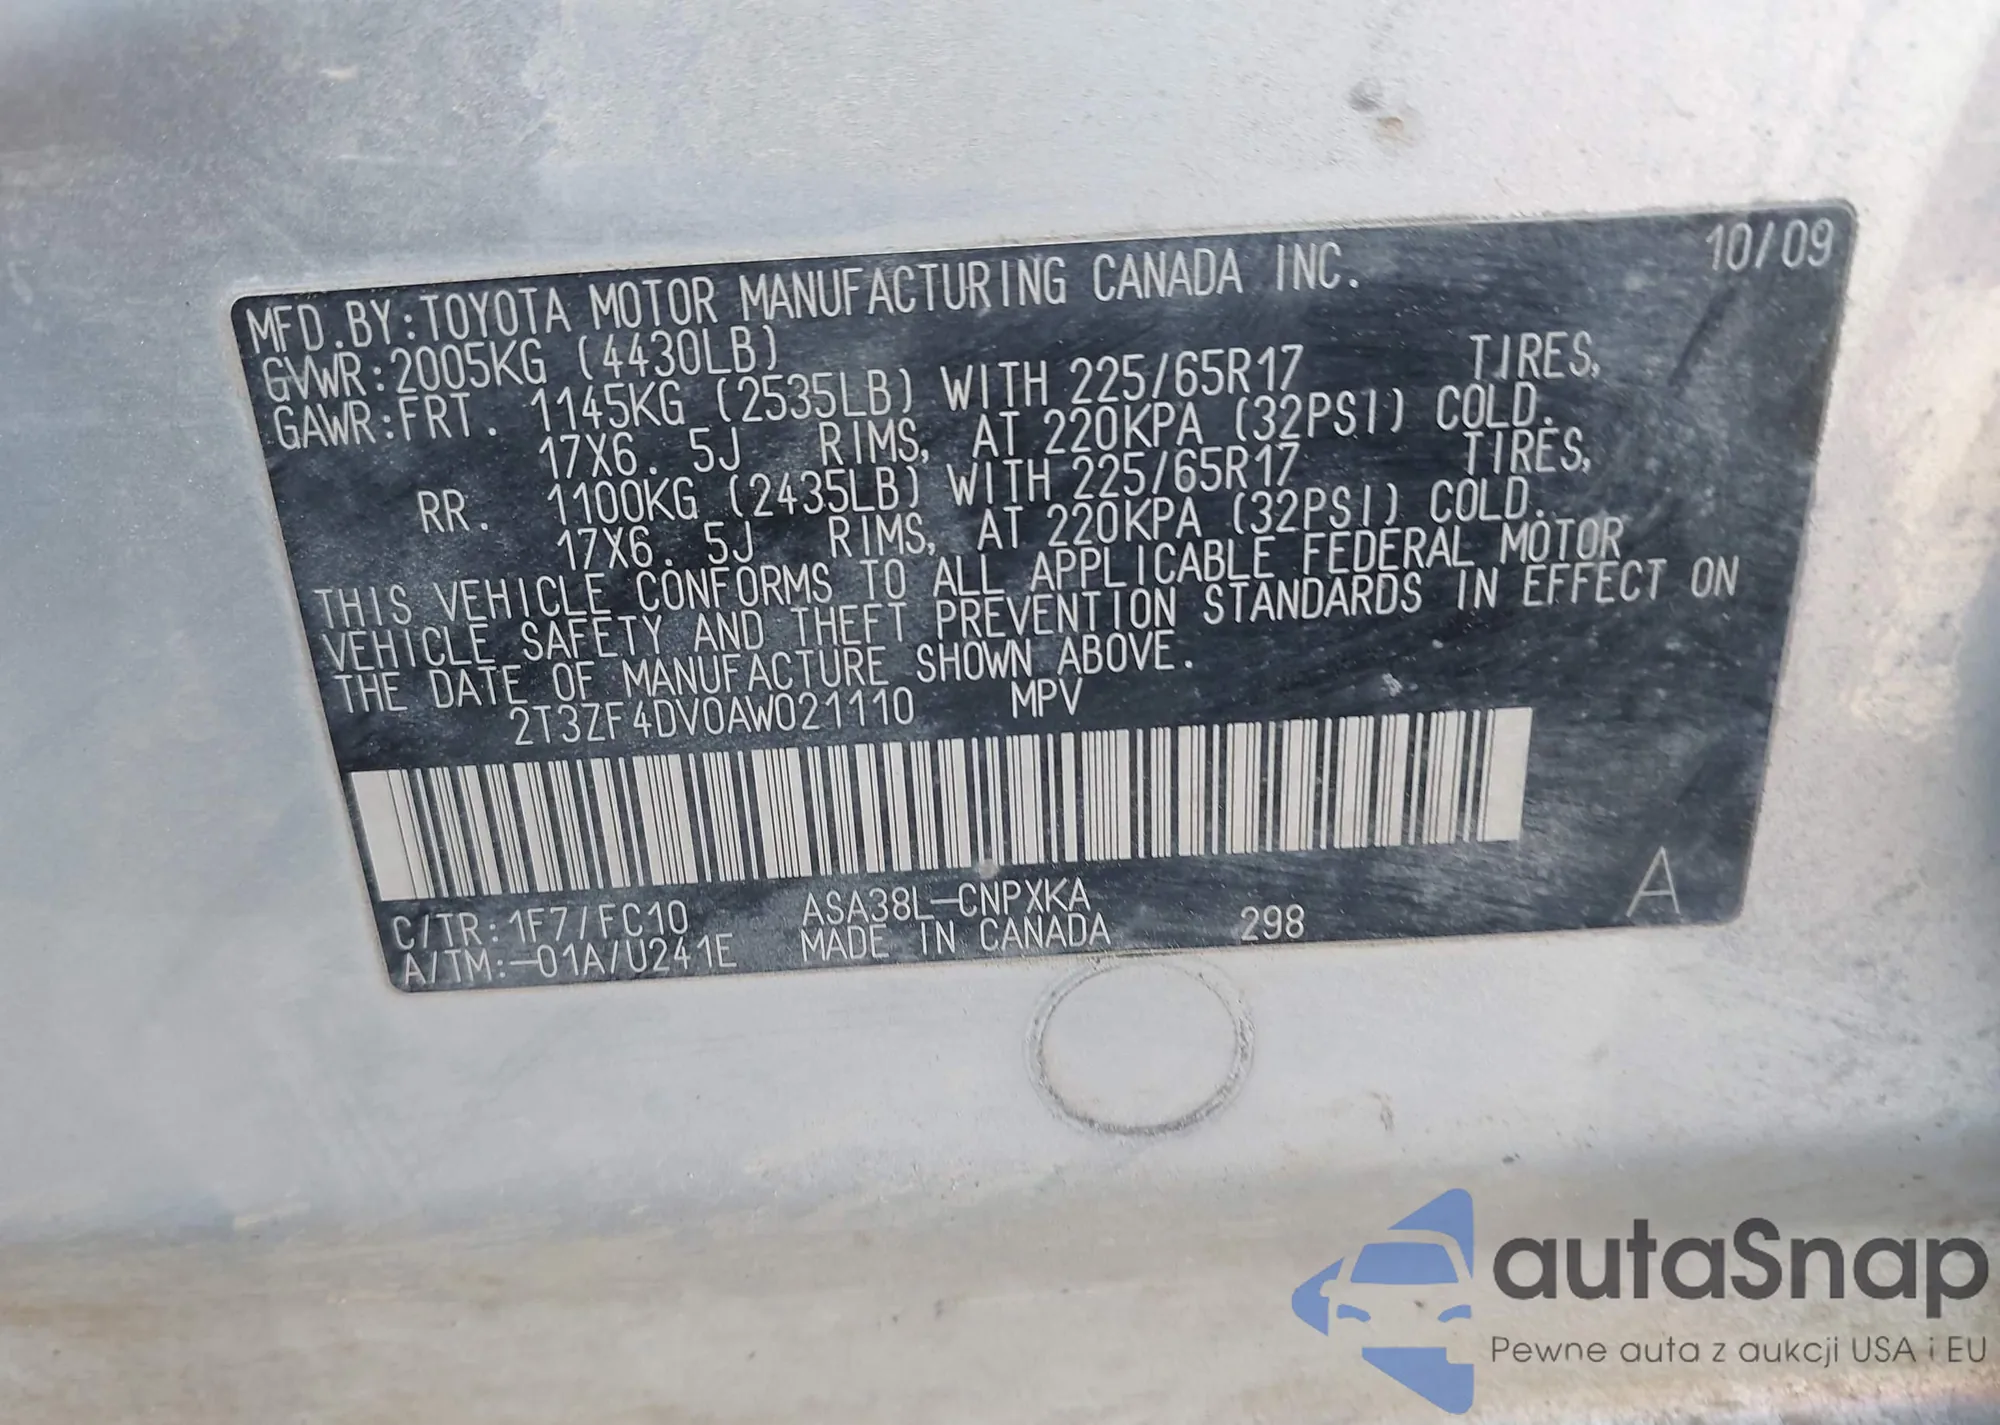 10/09
MFD.BY:TOYOTA MOTOR MANUFACTURING CANADA INC.
GVWR:2005KG (4430LB)
GAWR:FRT. 1145KG (2535LB) WITH 225/65R17 TIRES,
17X6.5J RIMS, AT 220KPA (32PSI) COLD.
RR. 1100KG (2435LB) WITH 225/65R17 TIRES,
17X6.5J RIMS, AT 220KPA (32PSI) COLD.
THIS VEHICLE CONFORMS TO ALL APPLICABLE FEDERAL MOTOR
VEHICLE SAFETY AND THEFT PREVENTION STANDARDS IN EFFECT ON
THE DATE OF MANUFACTURE SHOWN ABOVE.
2T3ZF4DV0AW021110 MPV
C/TR:1F7/FC10 ASA38L-CNPXKA A
A/TM:-01A/U241E MADE IN CANADA 298
autaSnap
Pewne auta z aukcji USA i EU